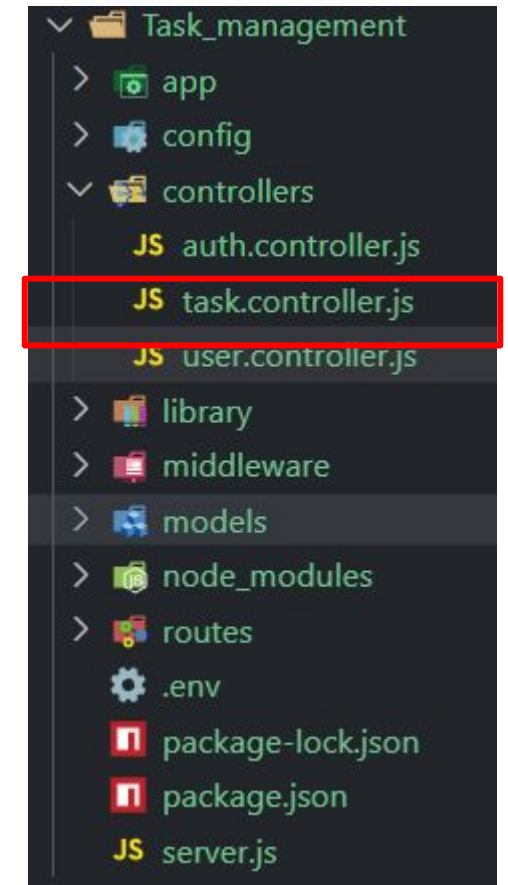 Task_management
app
config
controllers
JS auth.controller.js
JS task.controller.js
JS user.controller.js
library
middleware
models
node_modules
routes
.env
package-lock.json
package.json
JS server.js